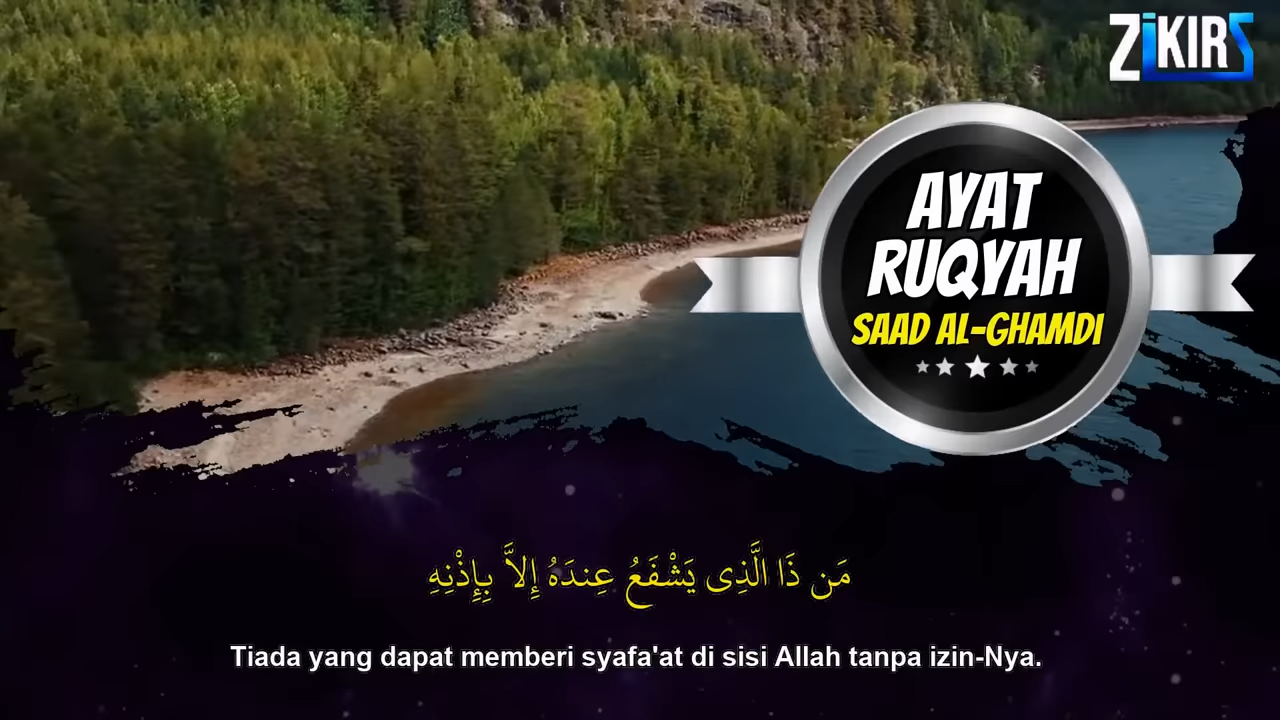 ZiKIRS
AYAT
RUQYAH
SAAD AL-GHAMDI
مَن ذَا الَّذِى يَشْفَعُ عِندَهُ إِلاَّ بِإِذْنِهِ
Tiada yang dapat memberi syafa'at di sisi Allah tanpa izin-Nya.